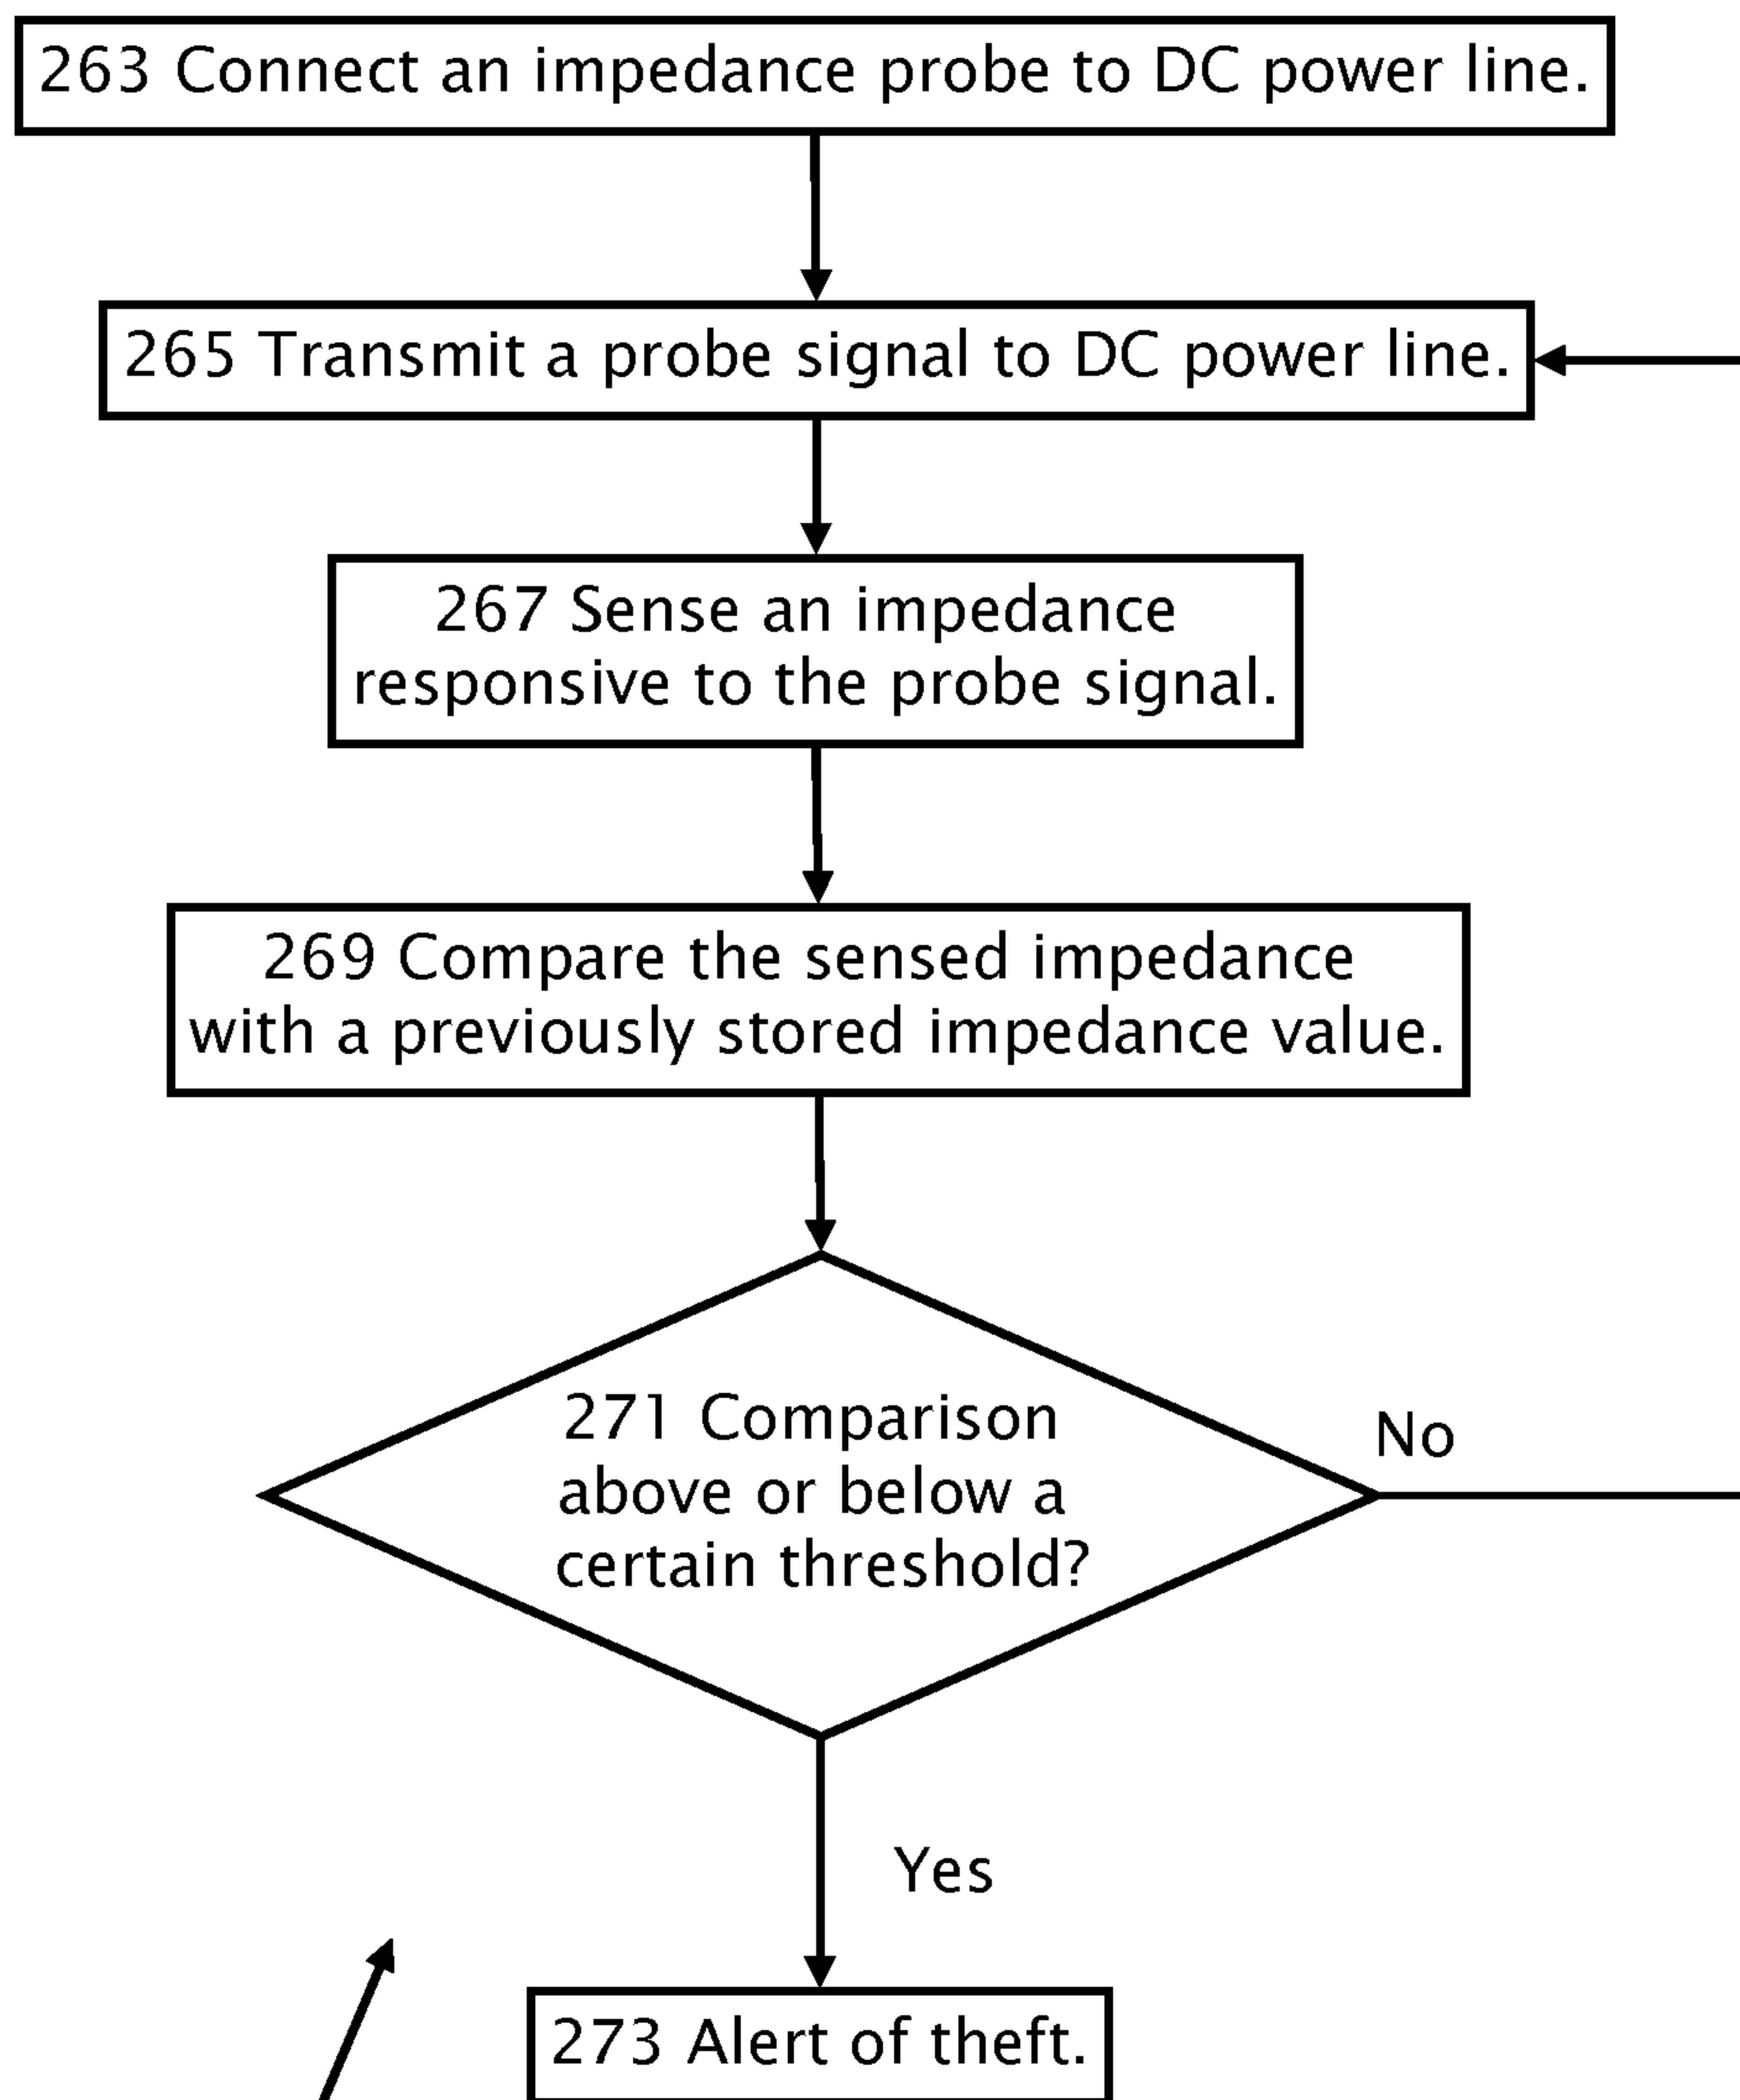 263 Connect an impedance probe to DC power line.
265 Transmit a probe signal to DC power line.
267 Sense an impedance
responsive to the probe signal.
269 Compare the sensed impedance
with a previously stored impedance value.
271 Comparison
above or below a
certain threshold?
No
Yes
273 Alert of theft.